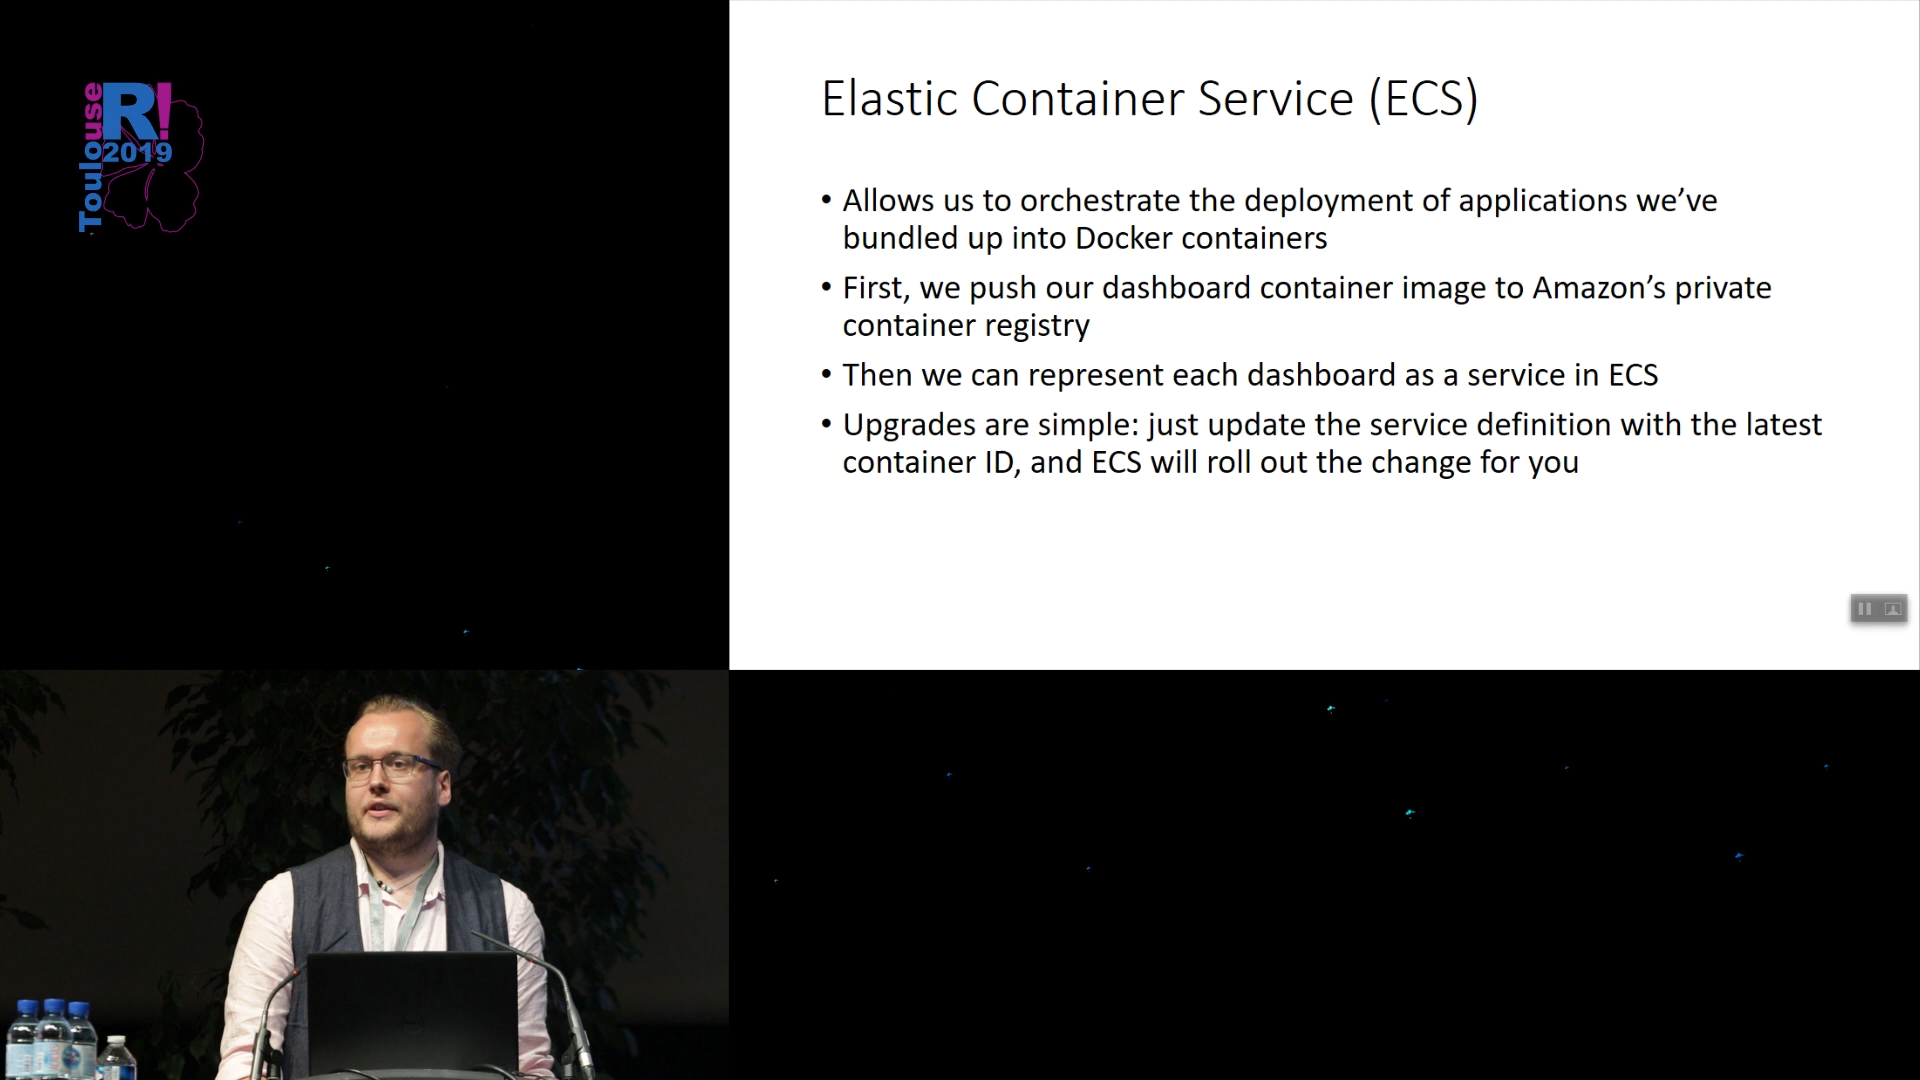 Toulouse
R!
2019
Elastic Container Service (ECS)
• Allows us to orchestrate the deployment of applications we’ve
bundled up into Docker containers
• First, we push our dashboard container image to Amazon’s private
container registry
• Then we can represent each dashboard as a service in ECS
• Upgrades are simple: just update the service definition with the latest
container ID, and ECS will roll out the change for you